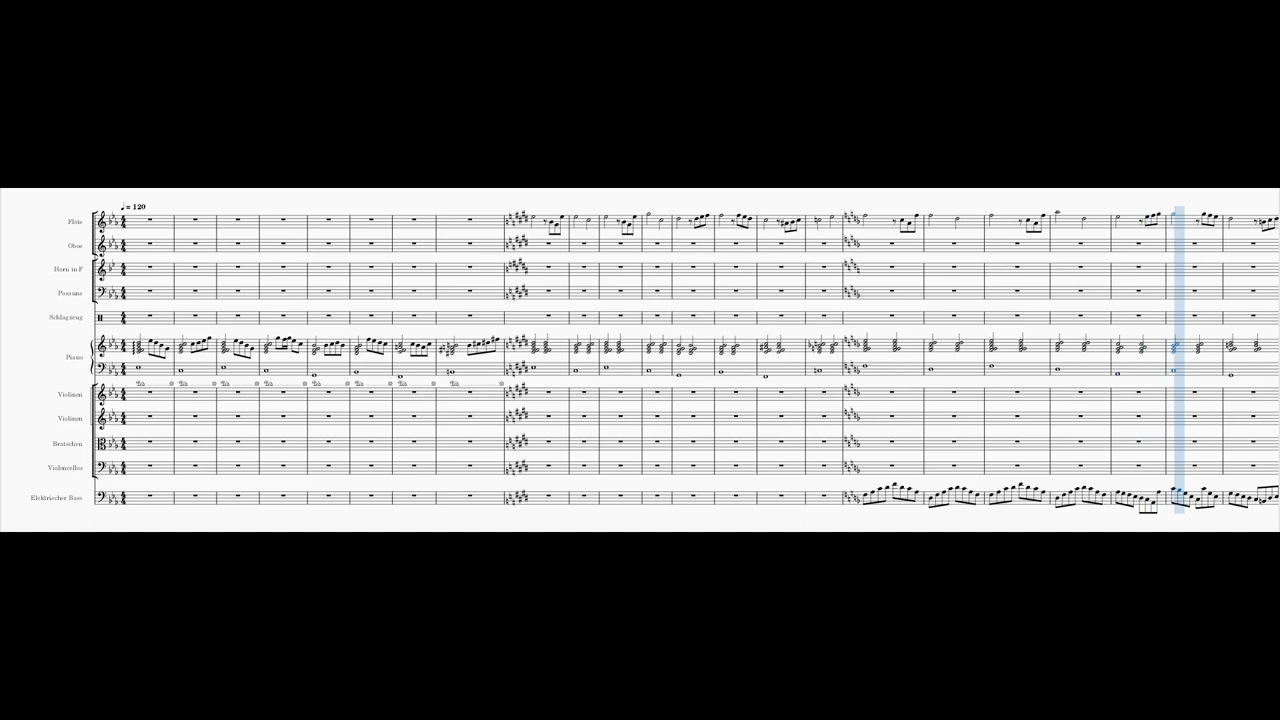 ♩ = 120
Flöte
Oboe
Horn in F
Posaune
Schlagzeug
Piano
Violinen
Violinen
Bratschen
Violoncellos
Elektrischer Bass